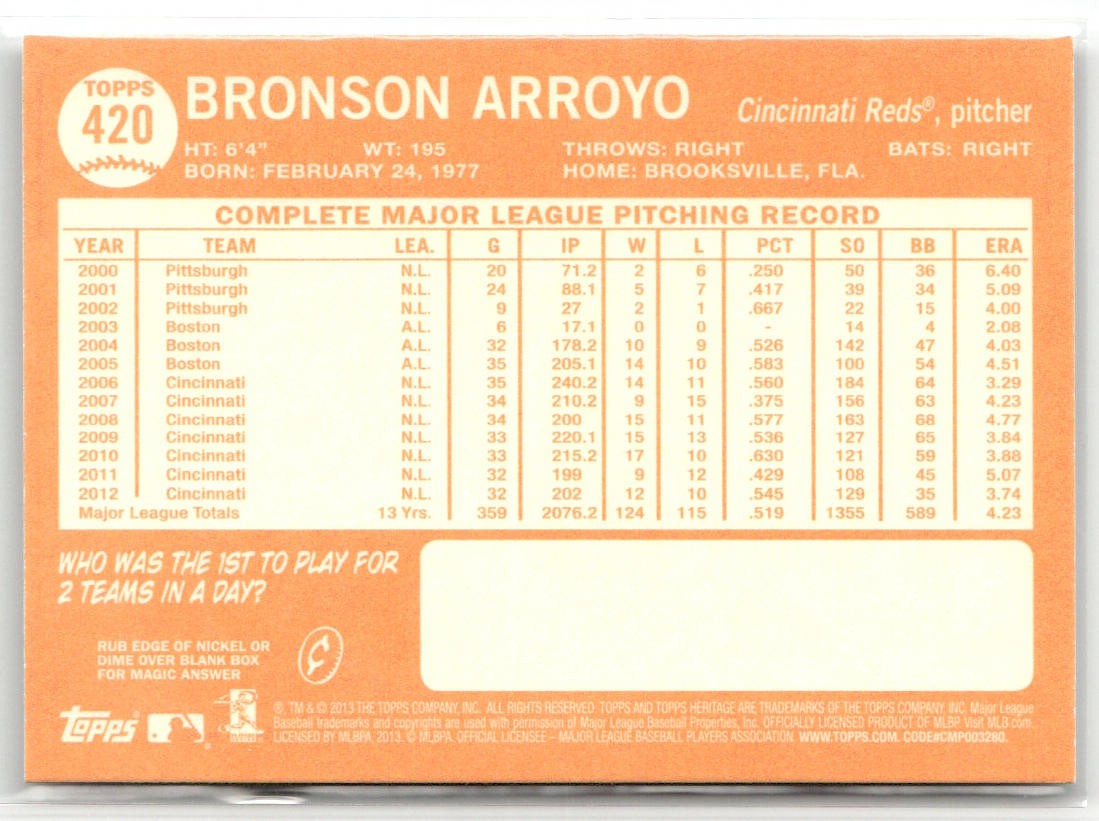 TOPPS
420
BRONSON ARROYO
Cincinnati Reds®, pitcher
HT: 6'4" WT: 195 THROWS: RIGHT BATS: RIGHT
BORN: FEBRUARY 24, 1977 HOME: BROOKSVILLE, FLA.
COMPLETE MAJOR LEAGUE PITCHING RECORD
YEAR TEAM LEA. G IP W L PCT SO BB ERA
2000 Pittsburgh N.L. 20 71.2 2 6 .250 50 36 6.40
2001 Pittsburgh N.L. 24 88.1 5 7 .417 39 34 5.09
2002 Pittsburgh N.L. 9 27 2 1 .667 22 15 4.00
2003 Boston A.L. 6 17.1 0 0 - 14 4 2.08
2004 Boston A.L. 32 178.2 10 9 .526 142 47 4.03
2005 Boston A.L. 35 205.1 14 10 .583 100 54 4.51
2006 Cincinnati N.L. 35 240.2 14 11 .560 184 64 3.29
2007 Cincinnati N.L. 34 210.2 9 15 .375 156 63 4.23
2008 Cincinnati N.L. 34 200 15 11 .577 163 68 4.77
2009 Cincinnati N.L. 33 220.1 15 13 .536 127 65 3.84
2010 Cincinnati N.L. 33 215.2 17 10 .630 121 59 3.88
2011 Cincinnati N.L. 32 199 9 12 .429 108 45 5.07
2012 Cincinnati N.L. 32 202 12 10 .545 129 35 3.74
Major League Totals 13 Yrs. 359 2076.2 124 115 .519 1355 589 4.23
WHO WAS THE 1ST TO PLAY FOR
2 TEAMS IN A DAY?
RUB EDGE OF NICKEL OR
DIME OVER BLANK BOX
FOR MAGIC ANSWER
¢
topps
®, TM & © 2013 THE TOPPS COMPANY, INC. ALL RIGHTS RESERVED. TOPPS AND TOPPS HERITAGE ARE TRADEMARKS OF THE TOPPS COMPANY, INC. Major League
Baseball trademarks and copyrights are used with permission of Major League Baseball Properties, Inc. OFFICIALLY LICENSED PRODUCT OF MLBP Visit MLB.com.
LICENSED BY MLBPA, 2013. © MLBPA. OFFICIAL LICENSEE – MAJOR LEAGUE BASEBALL PLAYERS ASSOCIATION. WWW.TOPPS.COM. CODE#CMP003280.